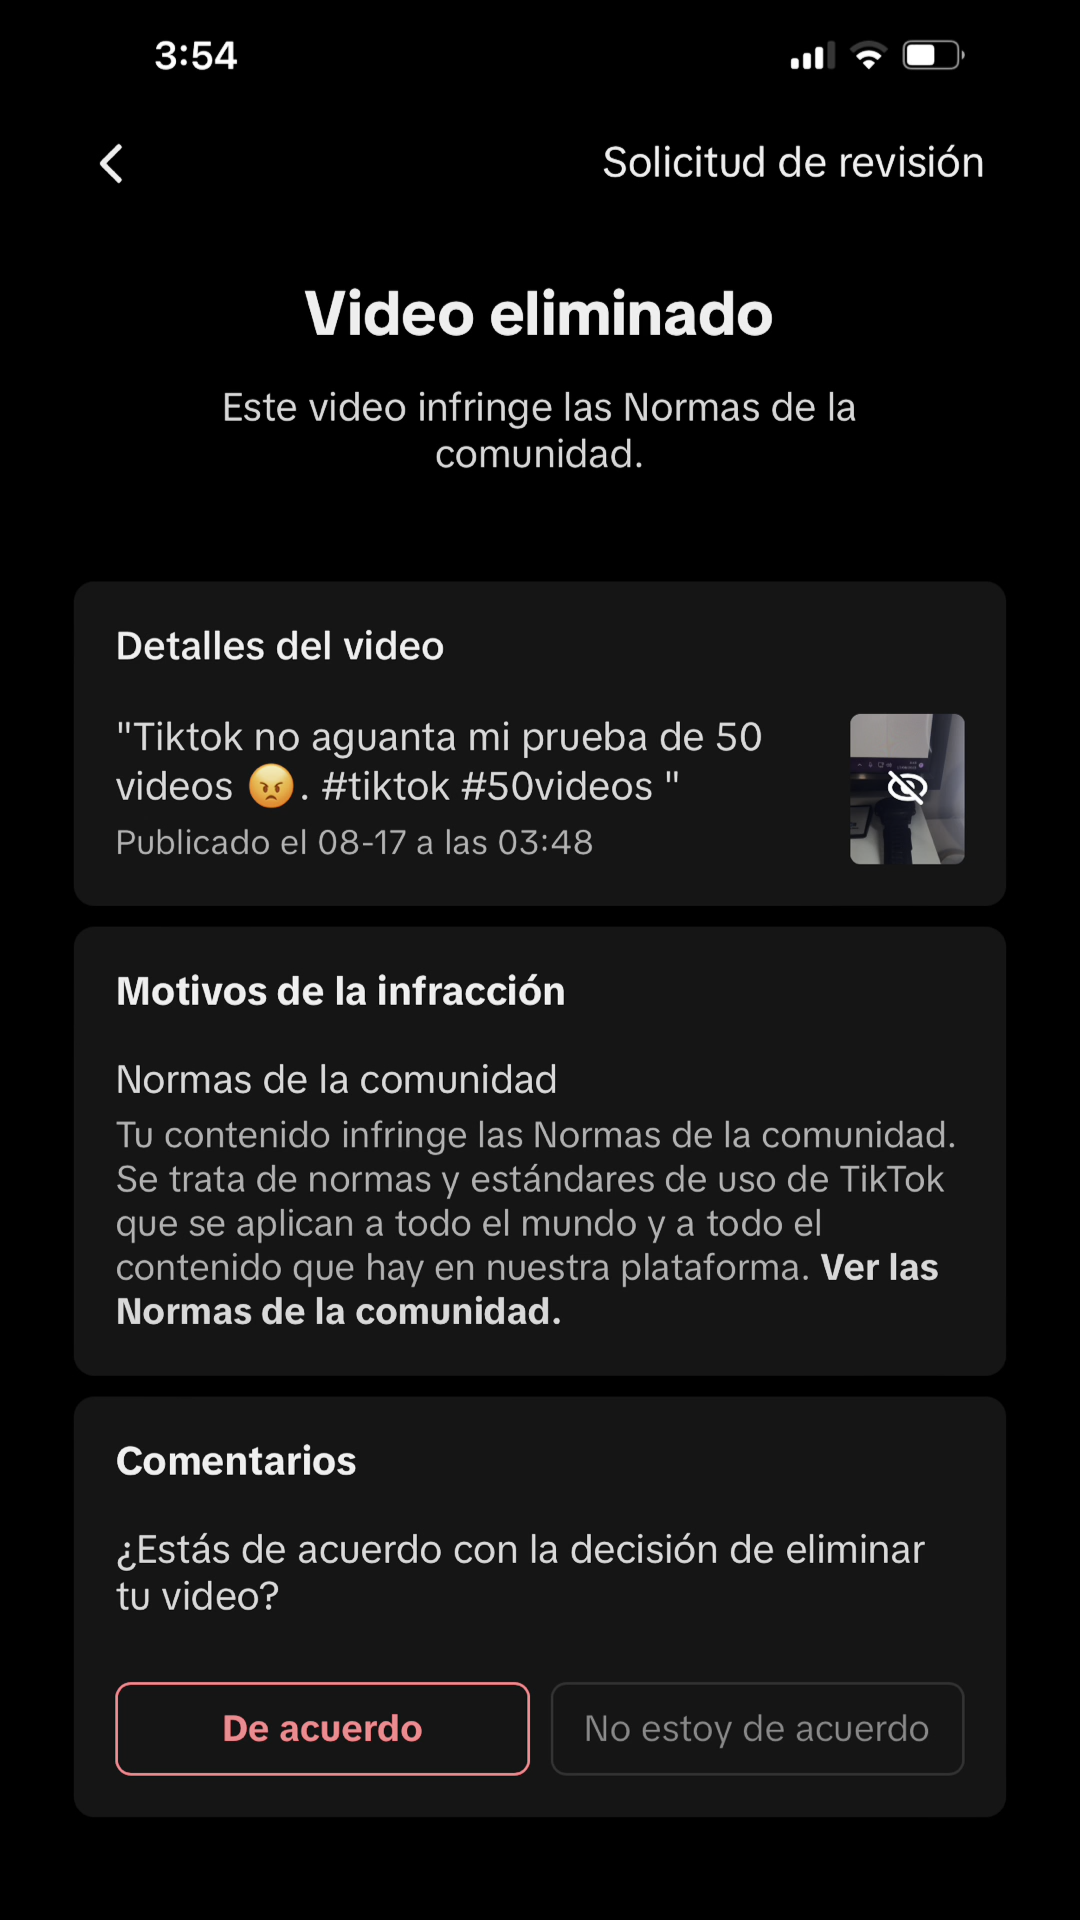 3:54
Solicitud de revisión
Video eliminado
Este video infringe las Normas de la
comunidad.
Detalles del video
"Tiktok no aguanta mi prueba de 50
videos 😠. #tiktok #50videos "
Publicado el 08-17 a las 03:48
Motivos de la infracción
Normas de la comunidad
Tu contenido infringe las Normas de la comunidad.
Se trata de normas y estándares de uso de TikTok
que se aplican a todo el mundo y a todo el
contenido que hay en nuestra plataforma. Ver las
Normas de la comunidad.
Comentarios
¿Estás de acuerdo con la decisión de eliminar
tu video?
De acuerdo
No estoy de acuerdo